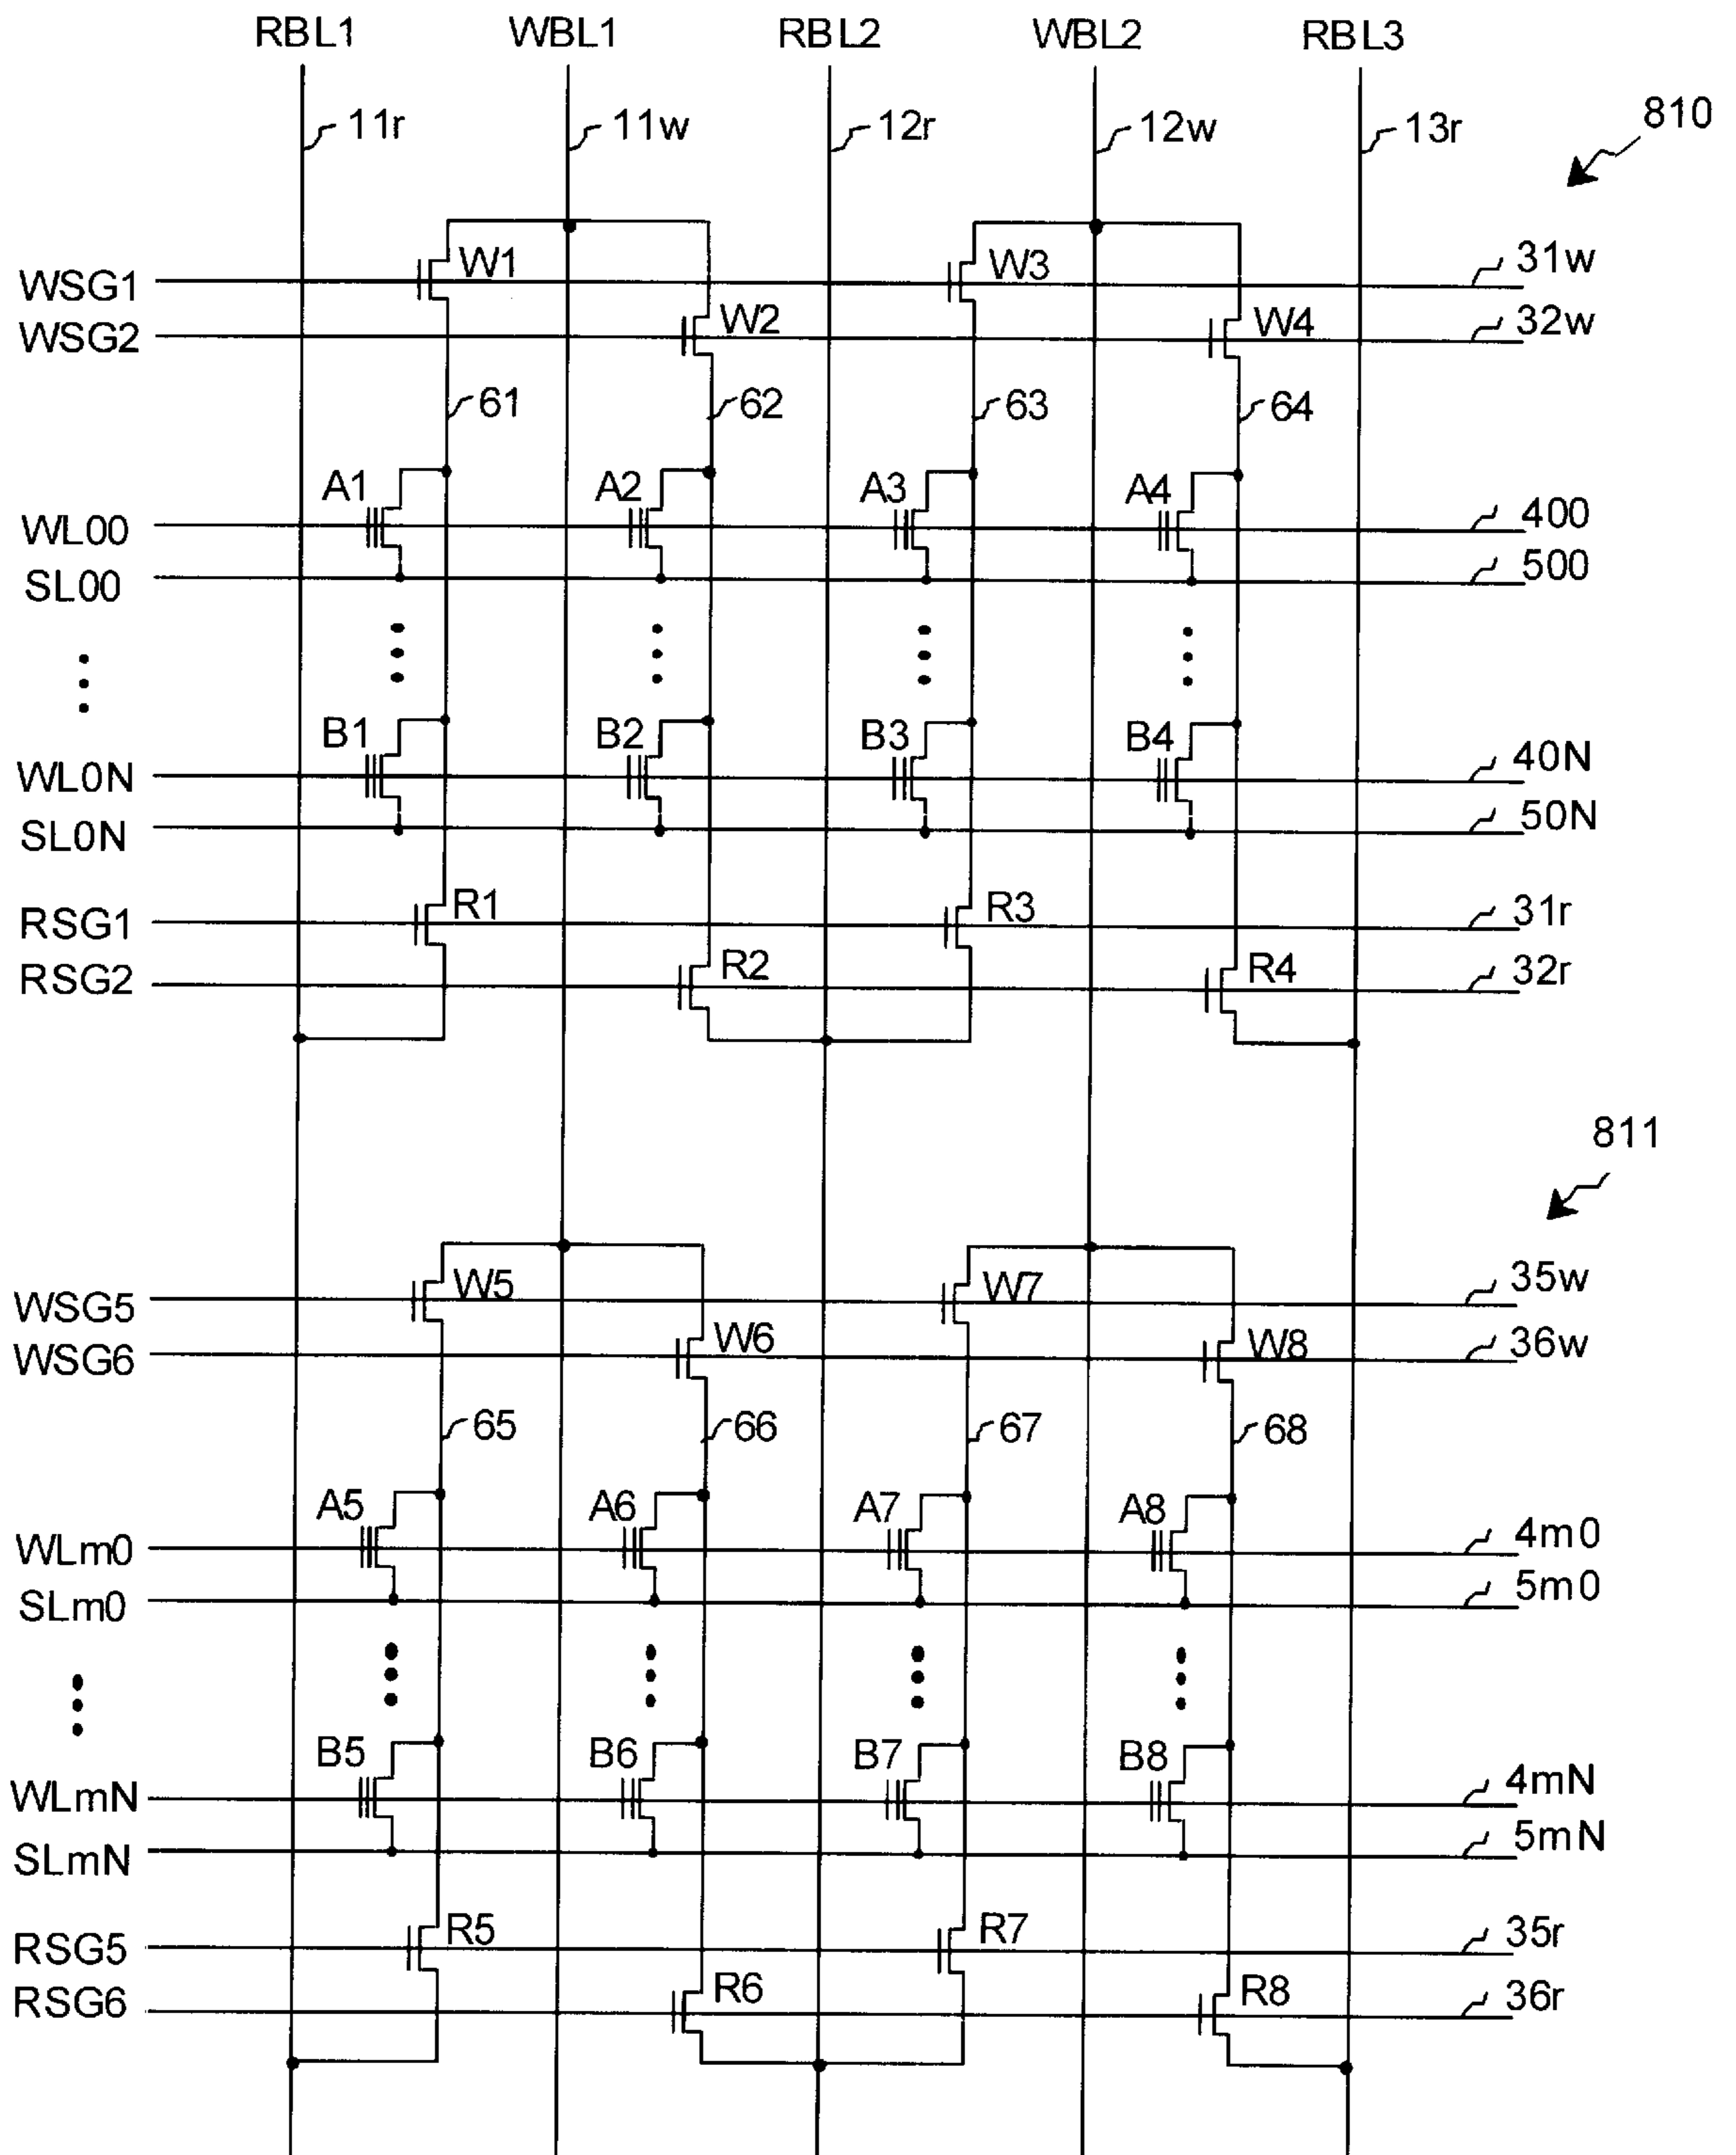 RBL1 WBL1 RBL2 WBL2 RBL3
11r 11w 12r 12w 13r 810
WSG1 W1 W3 31w
WSG2 W2 W4 32w
61 62 63 64
A1 A2 A3 A4
WL00 400
SL00 500
B1 B2 B3 B4
WL0N 40N
SL0N 50N
RSG1 R1 R3 31r
RSG2 R2 R4 32r
811
WSG5 W5 W7 35w
WSG6 W6 W8 36w
65 66 67 68
A5 A6 A7 A8
WLm0 4m0
SLm0 5m0
B5 B6 B7 B8
WLmN 4mN
SLmN 5mN
RSG5 R5 R7 35r
RSG6 R6 R8 36r